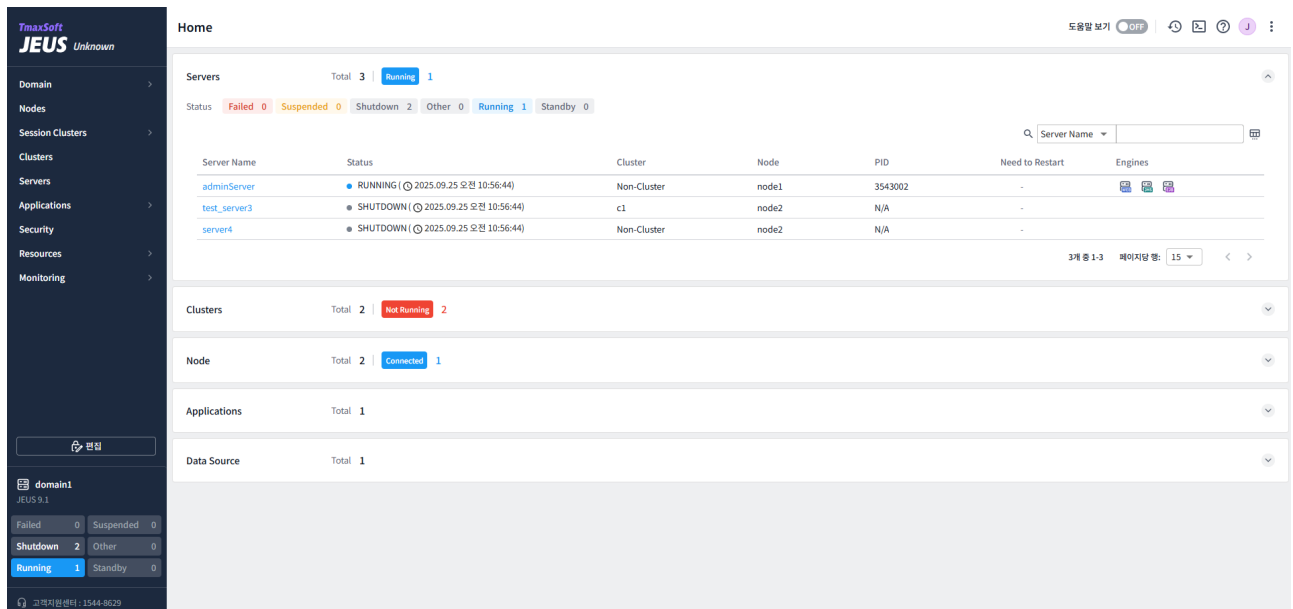 TmaxSoft
JEUS Unknown
Domain
Nodes
Session Clusters
Clusters
Servers
Applications
Security
Resources
Monitoring
편집
domain1
JEUS 9.1
Failed 0 Suspended 0
Shutdown 2 Other 0
Running 1 Standby 0
고객지원센터 : 1544-8629
Home 도움말 보기 OFF J
Servers Total 3 Running 1
Status Failed 0 Suspended 0 Shutdown 2 Other 0 Running 1 Standby 0
Server Name
Server Name Status Cluster Node PID Need to Restart Engines
adminServer RUNNING ( 2025.09.25 오전 10:56:44) Non-Cluster node1 3543002 -
test_server3 SHUTDOWN ( 2025.09.25 오전 10:56:44) c1 node2 N/A -
server4 SHUTDOWN ( 2025.09.25 오전 10:56:44) Non-Cluster node2 N/A -
3개 중 1-3 페이지당 행: 15
Clusters Total 2 Not Running 2
Node Total 2 Connected 1
Applications Total 1
Data Source Total 1